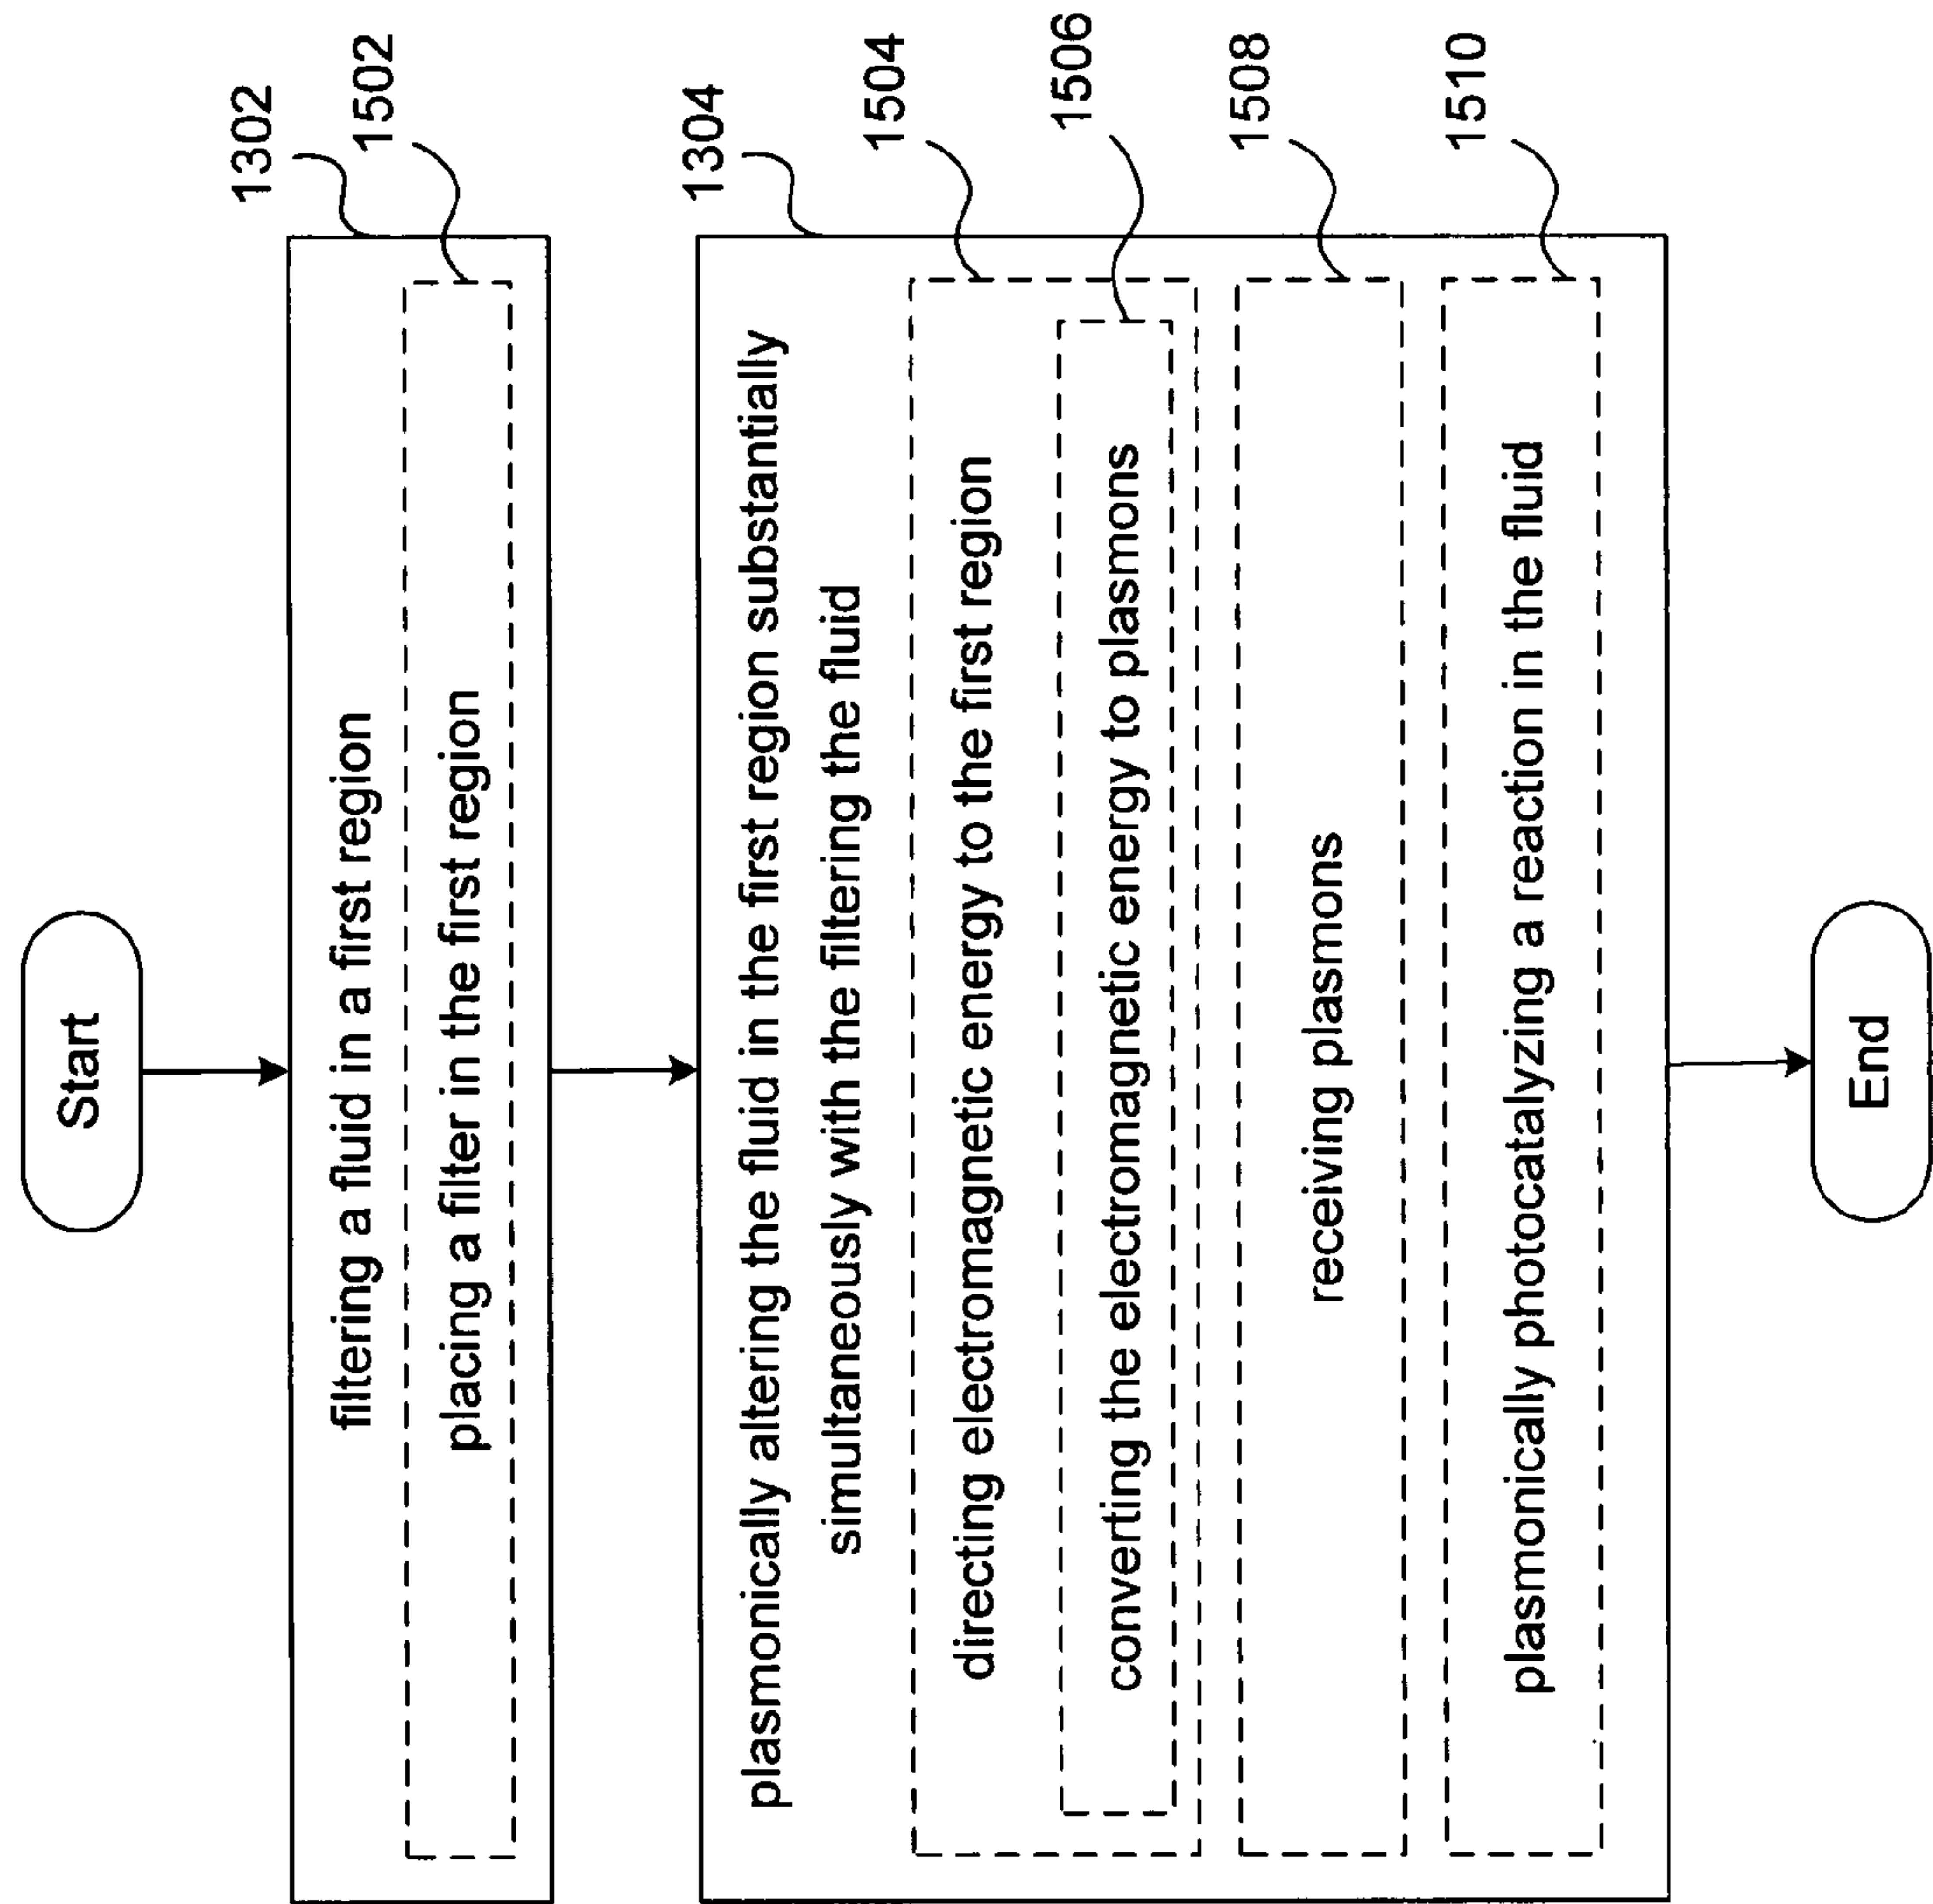 Start
1302
filtering a fluid in a first region
1502
placing a filter in the first region
1304
plasmonically altering the fluid in the first region substantially
simultaneously with the filtering the fluid
1504
directing electromagnetic energy to the first region
1506
converting the electromagnetic energy to plasmons
1508
receiving plasmons
1510
plasmonically photocatalyzing a reaction in the fluid
End